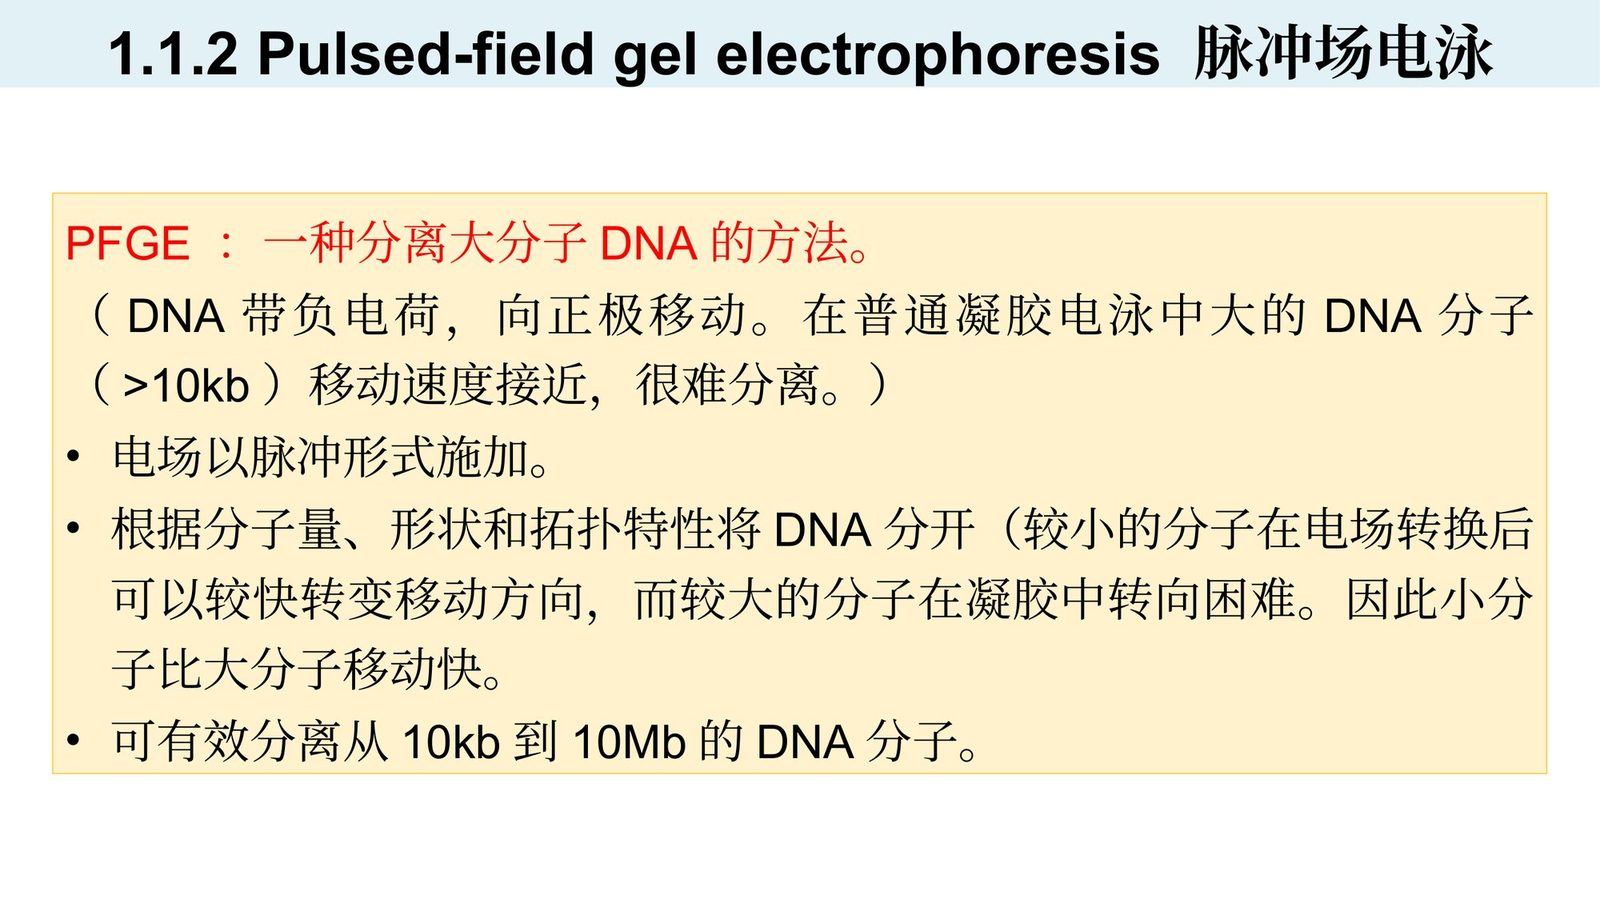 1.1.2 Pulsed-field gel electrophoresis 脉冲场电泳
PFGE ：一种分离大分子 DNA 的方法。
（ DNA 带负电荷，向正极移动。在普通凝胶电泳中大的 DNA 分子
（ >10kb ）移动速度接近，很难分离。）
• 电场以脉冲形式施加。
• 根据分子量、形状和拓扑特性将 DNA 分开（较小的分子在电场转换后
可以较快转变移动方向，而较大的分子在凝胶中转向困难。因此小分
子比大分子移动快。
• 可有效分离从 10kb 到 10Mb 的 DNA 分子。